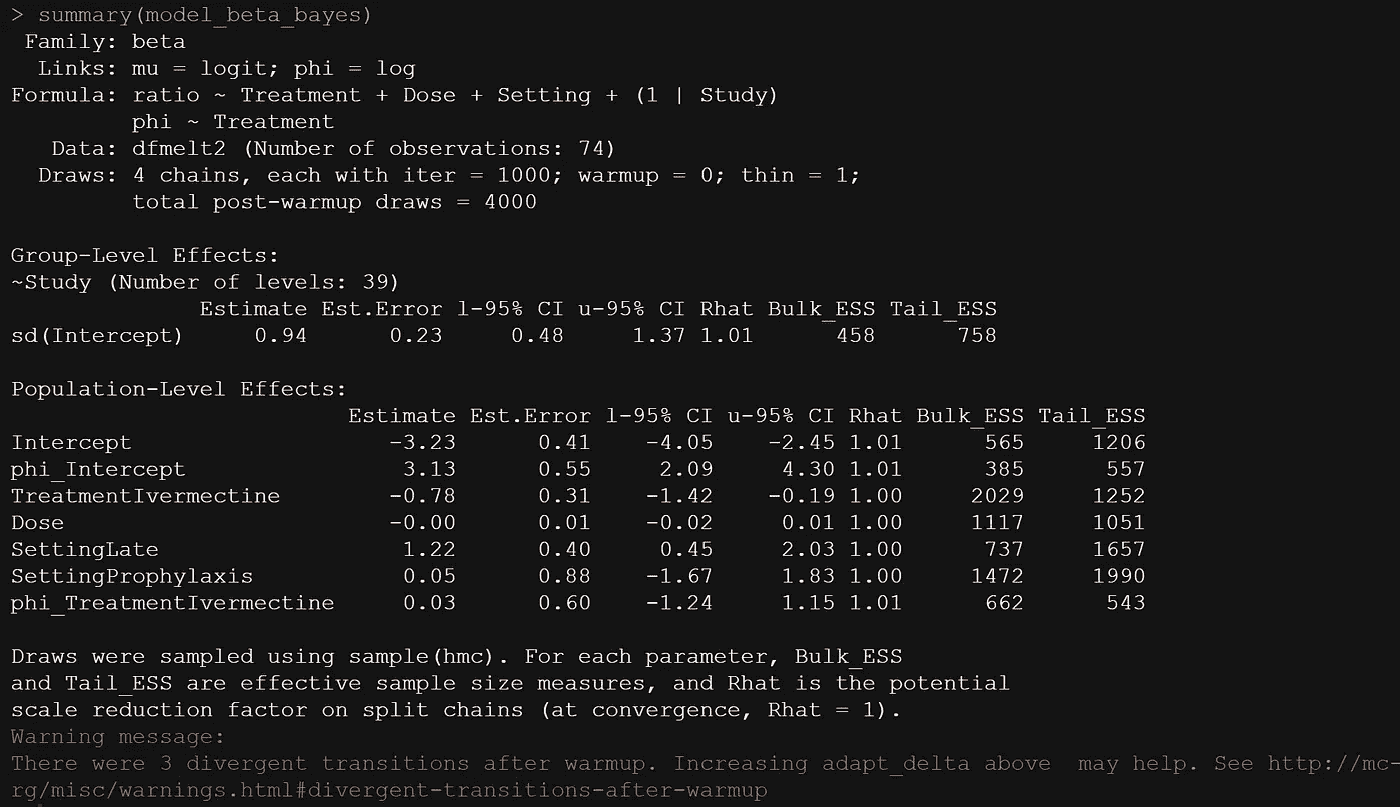 > summary(model_beta_bayes)
Family: beta
Links: mu = logit; phi = log
Formula: ratio ~ Treatment + Dose + Setting + (1 | Study)
phi ~ Treatment
Data: dfmelt2 (Number of observations: 74)
Draws: 4 chains, each with iter = 1000; warmup = 0; thin = 1;
total post-warmup draws = 4000
Group-Level Effects:
~Study (Number of levels: 39)
Estimate Est.Error l-95% CI u-95% CI Rhat Bulk_ESS Tail_ESS
sd(Intercept) 0.94 0.23 0.48 1.37 1.01 458 758
Population-Level Effects:
Estimate Est.Error l-95% CI u-95% CI Rhat Bulk_ESS Tail_ESS
Intercept -3.23 0.41 -4.05 -2.45 1.01 565 1206
phi_Intercept 3.13 0.55 2.09 4.30 1.01 385 557
TreatmentIvermectine -0.78 0.31 -1.42 -0.19 1.00 2029 1252
Dose -0.00 0.01 -0.02 0.01 1.00 1117 1051
SettingLate 1.22 0.40 0.45 2.03 1.00 737 1657
SettingProphylaxis 0.05 0.88 -1.67 1.83 1.00 1472 1990
phi_TreatmentIvermectine 0.03 0.60 -1.24 1.15 1.01 662 543
Draws were sampled using sample(hmc). For each parameter, Bulk_ESS
and Tail_ESS are effective sample size measures, and Rhat is the potential
scale reduction factor on split chains (at convergence, Rhat = 1).
Warning message:
There were 3 divergent transitions after warmup. Increasing adapt_delta above  may help. See http://mc-
rg/misc/warnings.html#divergent-transitions-after-warmup